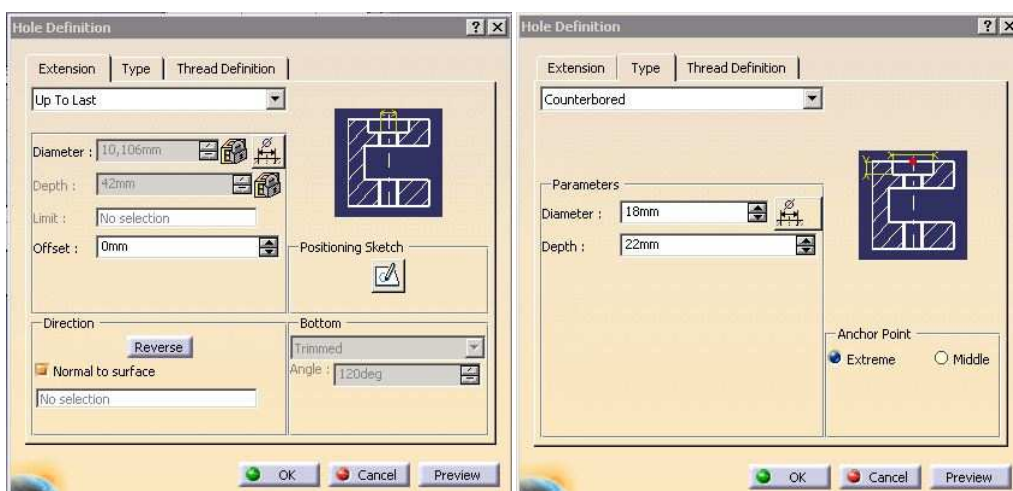 Hole Definition
Extension Type Thread Definition
Up To Last
Diameter : 10,106mm
Depth : 42mm
Limit : No selection
Offset : 0mm
Positioning Sketch
Direction
Reverse
Normal to surface
No selection
Bottom
Trimmed
Angle : 120deg
OK Cancel Preview
Hole Definition
Extension Type Thread Definition
Counterbored
Parameters
Diameter : 18mm
Depth : 22mm
Anchor Point
Extreme Middle
OK Cancel Preview